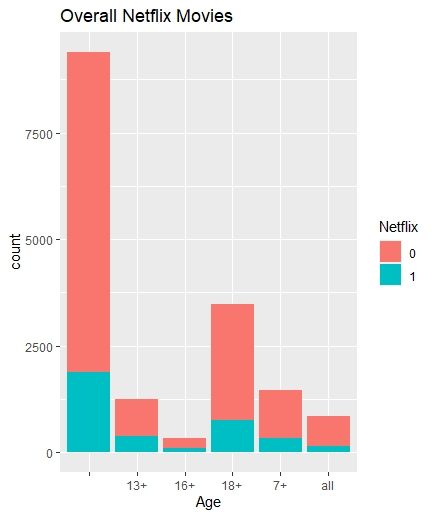 Overall Netflix Movies
count
7500
5000
2500
0
13+ 16+ 18+ 7+ all
Age
Netflix
0
1